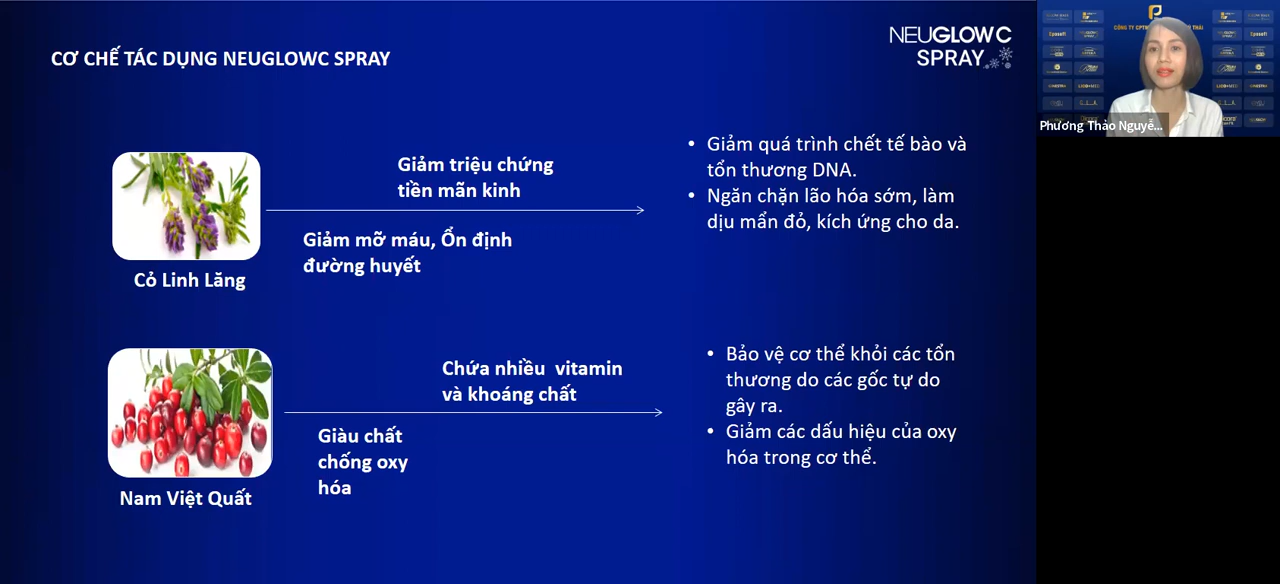 CƠ CHẾ TÁC DỤNG NEUGLOWC SPRAY
NEUGLOWC
SPRAY
Phương Thảo Nguyễ...
Giảm triệu chứng
tiền mãn kinh
Giảm mỡ máu, Ổn định
đường huyết
Cỏ Linh Lăng
• Giảm quá trình chết tế bào và
tổn thương DNA.
• Ngăn chặn lão hóa sớm, làm
dịu mẩn đỏ, kích ứng cho da.
Chứa nhiều vitamin
và khoáng chất
Giàu chất
chống oxy
hóa
Nam Việt Quất
• Bảo vệ cơ thể khỏi các tổn
thương do các gốc tự do
gây ra.
• Giảm các dấu hiệu của oxy
hóa trong cơ thể.